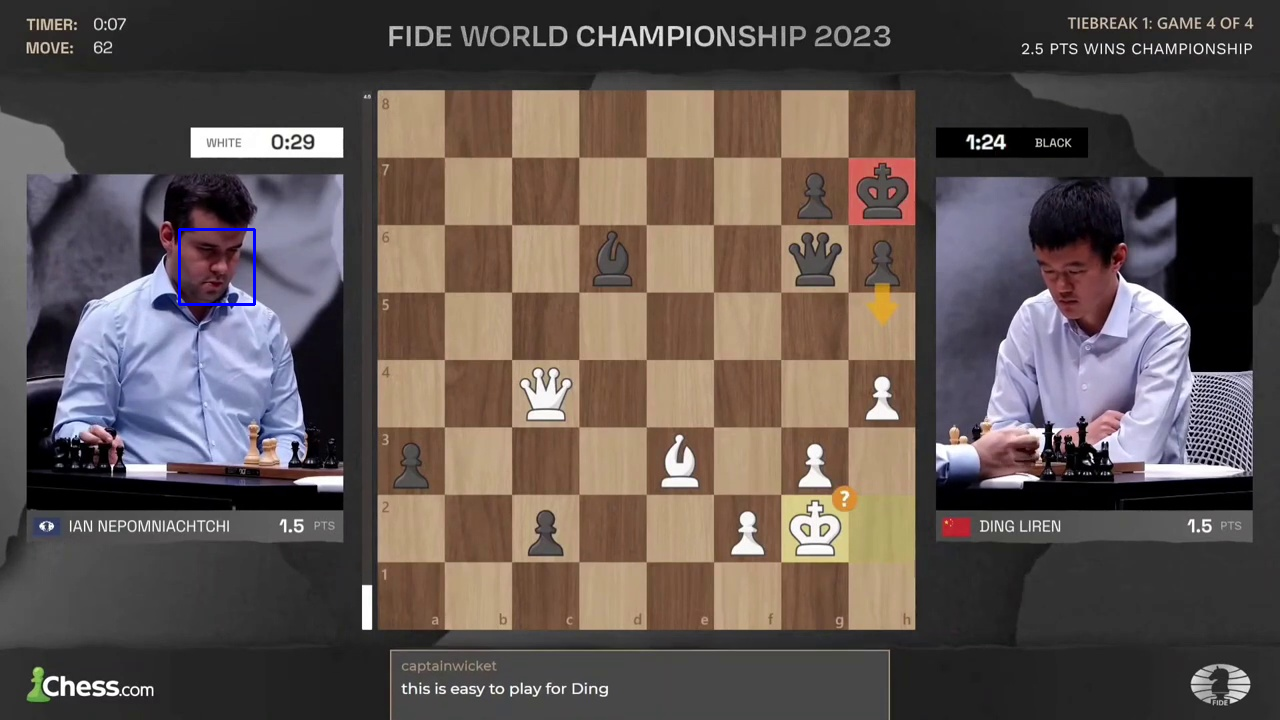 TIMER: 0:07
MOVE: 62
FIDE WORLD CHAMPIONSHIP 2023
TIEBREAK 1: GAME 4 OF 4
2.5 PTS WINS CHAMPIONSHIP
WHITE 0:29
1:24 BLACK
8
7
6
5
4
3
2
1
a b c d e f g h
?
IAN NEPOMNIACHTCHI 1.5 PTS
DING LIREN 1.5 PTS
captainwicket
this is easy to play for Ding
Chess.com
FIDE